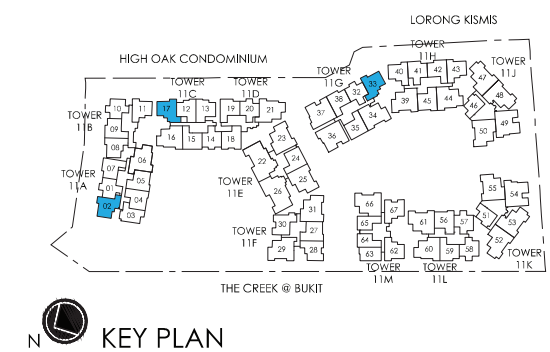 LORONG KISMIS
HIGH OAK CONDOMINIUM
TOWER
11H
TOWER
11G
TOWER
11J
TOWER
11C
TOWER
11D
40 41 42 43
47
33
32
38
37
48
39 45 44
46
49
50
34
35
36
10 11
17 12 13 19 20 21
TOWER
11B
09
16 15 14 18
23
08
06
22
24
07
05
25
TOWER
11A
01
04
02
03
26
TOWER
11E
31
30
27
TOWER
11F
29
28
66
67
65
64
63
62
61 56 57
60 59 58
55
54
51
53
52
TOWER
11M
TOWER
11L
TOWER
11K
THE CREEK @ BUKIT
N
KEY PLAN